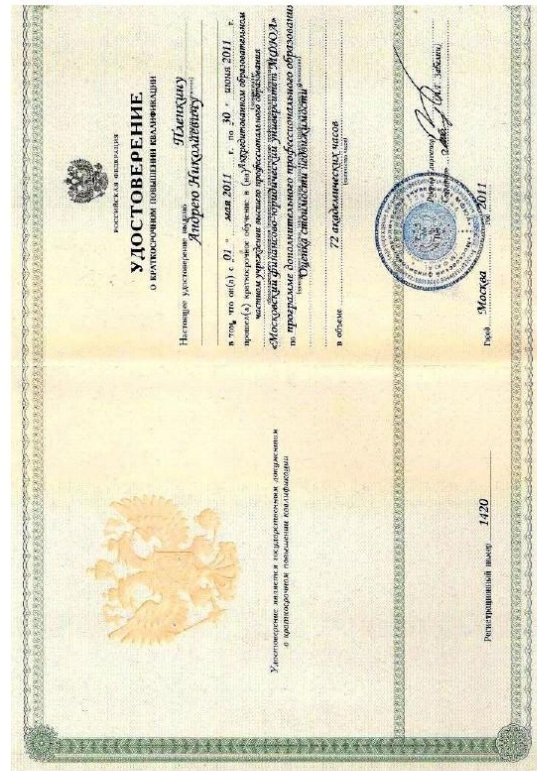 Удостоверение является государственным документом
о краткосрочном повышении квалификации
Регистрационный номер 1420
РОССИЙСКАЯ ФЕДЕРАЦИЯ
УДОСТОВЕРЕНИЕ
О КРАТКОСРОЧНОМ ПОВЫШЕНИИ КВАЛИФИКАЦИИ
Настоящее удостоверение выдано Пленкину
Андрею Николаевичу
в том, что он(а) с 01 " мая 2011 г. по 30 " июня 2011 г.
прошел(а) краткосрочное обучение в (на) Аккредитованном образовательном
частном учреждении высшего профессионального образования
«Московский финансово-юридический университет МФЮА»
по программе дополнительного профессионального образования
"Оценка стоимости недвижимости"
в объеме 72 академических часов
Город Москва год 2011